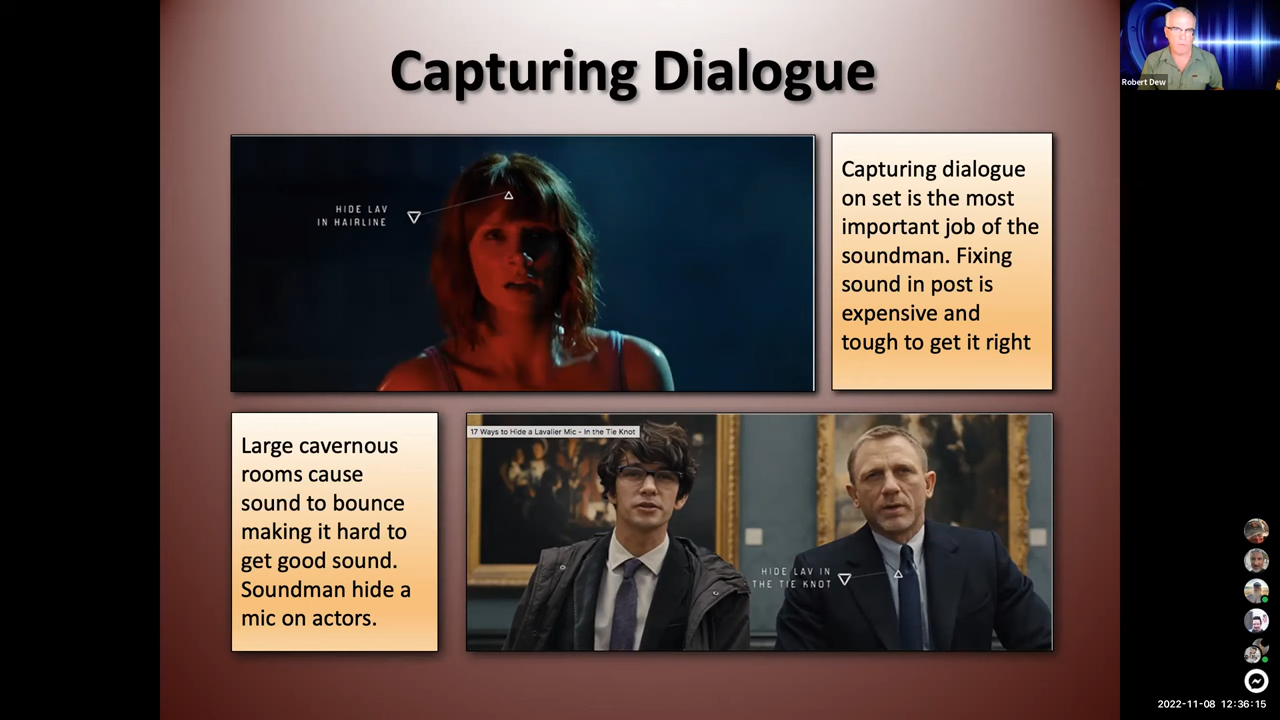 Capturing Dialogue
Robert Dew
HIDE LAV
IN HAIRLINE
Capturing dialogue
on set is the most
important job of the
soundman. Fixing
sound in post is
expensive and
tough to get it right
Large cavernous
rooms cause
sound to bounce
making it hard to
get good sound.
Soundman hide a
mic on actors.
17 Ways to Hide a Lavalier Mic - In the Tie Knot
HIDE LAV IN
THE TIE KNOT
2022-11-08 12:36:15